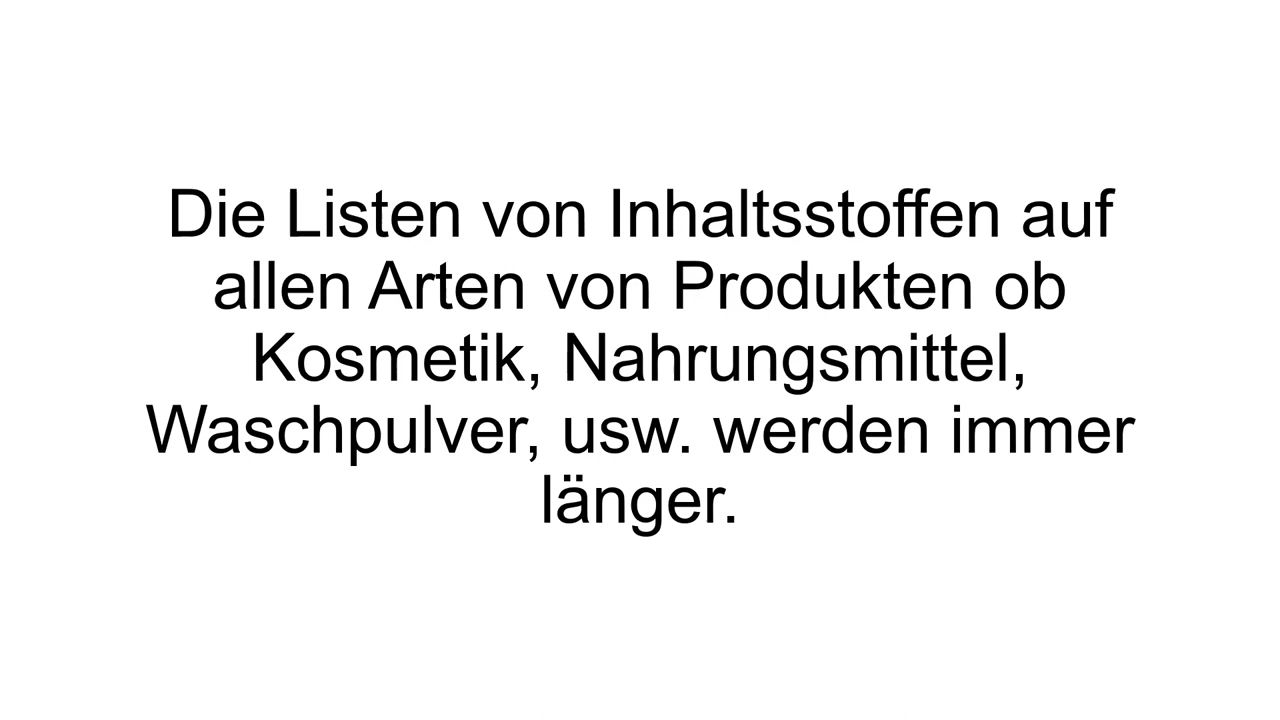 Die Listen von Inhaltsstoffen auf
allen Arten von Produkten ob
Kosmetik, Nahrungsmittel,
Waschpulver, usw. werden immer
länger.